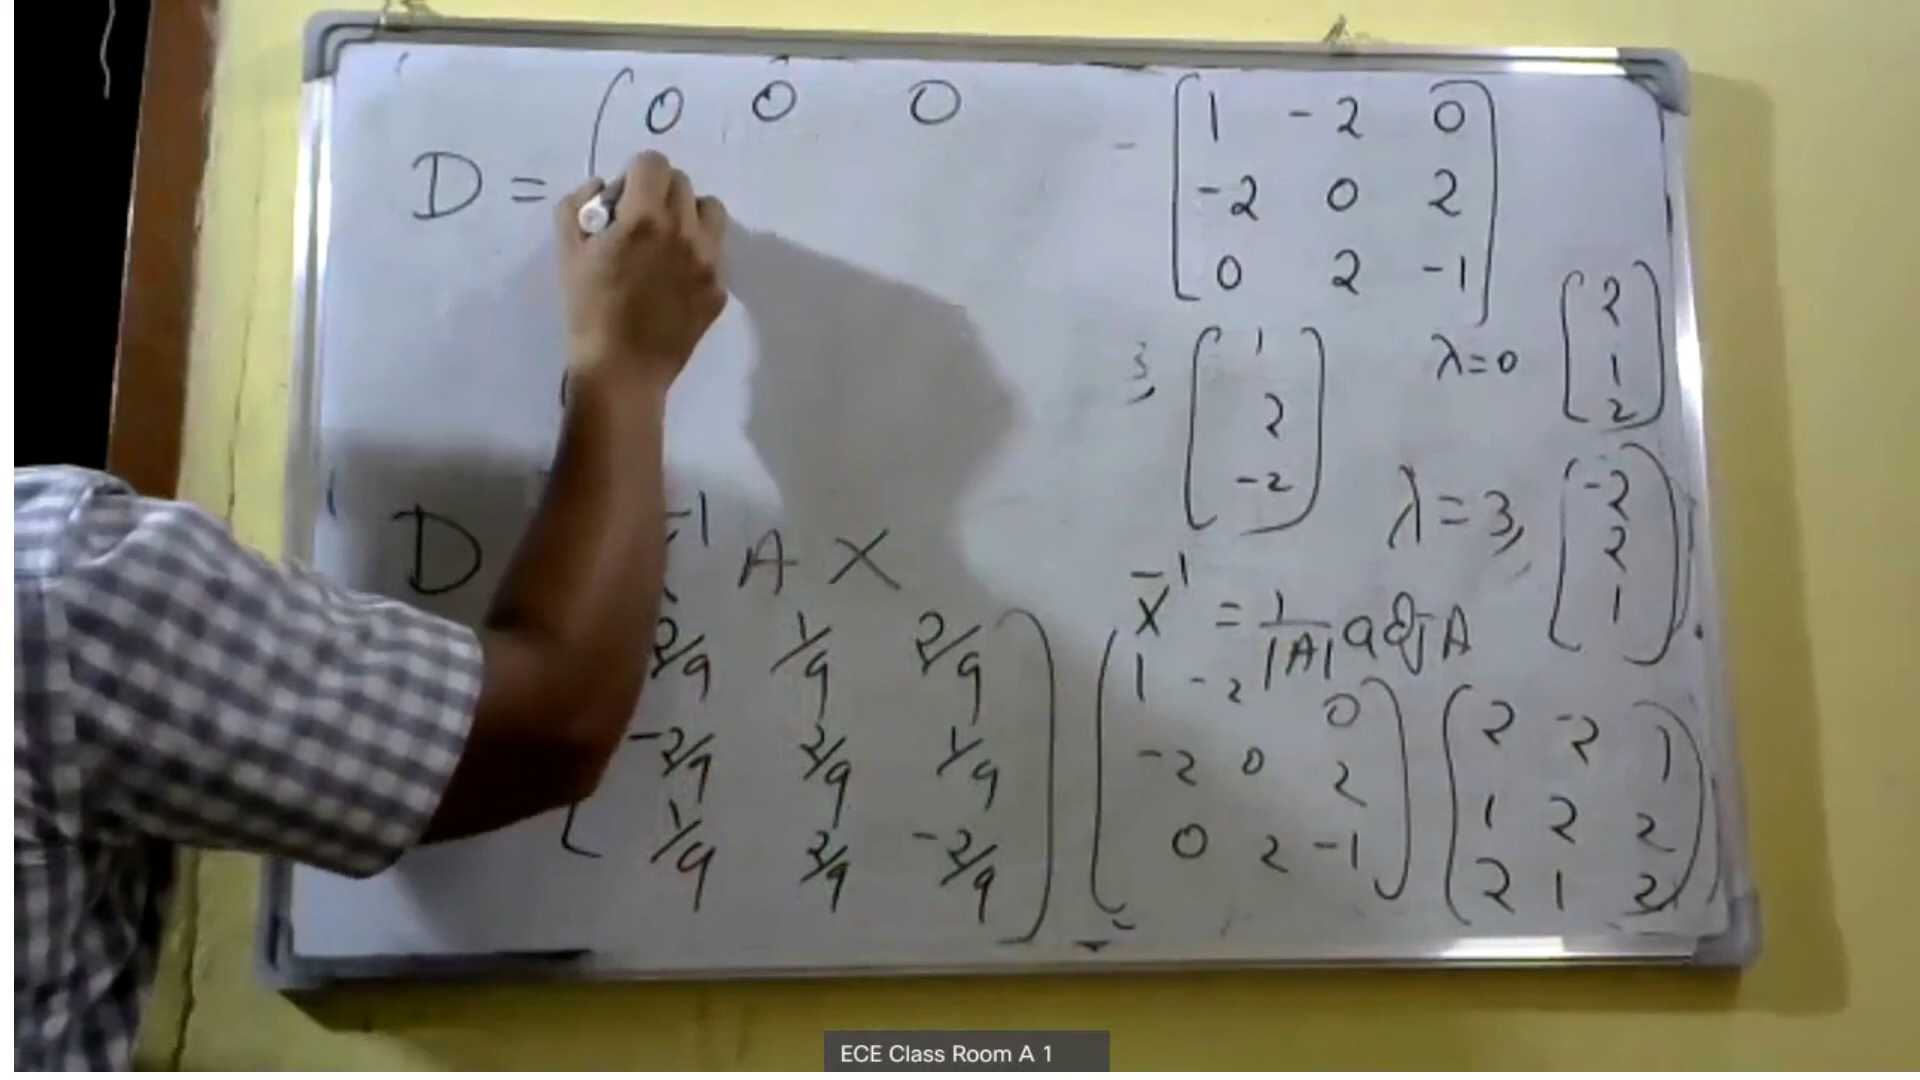 D = ( 0 0 0
[ 1 -2 0
-2 0 2
0 2 -1 ]
3, ( 1
2
-2 )
λ=0 [ 2
1
2 ]
λ=3, ( -2
2
1 )
D
-1 A X
X⁻¹ = 1/|A| adj A
2/9 1/9 2/9
-2/9 2/9 1/9
1/9 2/9 -2/9 )
( 1 -2 0
-2 0 2
0 2 -1 )
( 2 -2 1
1 2 2
2 1 2 )
ECE Class Room A 1